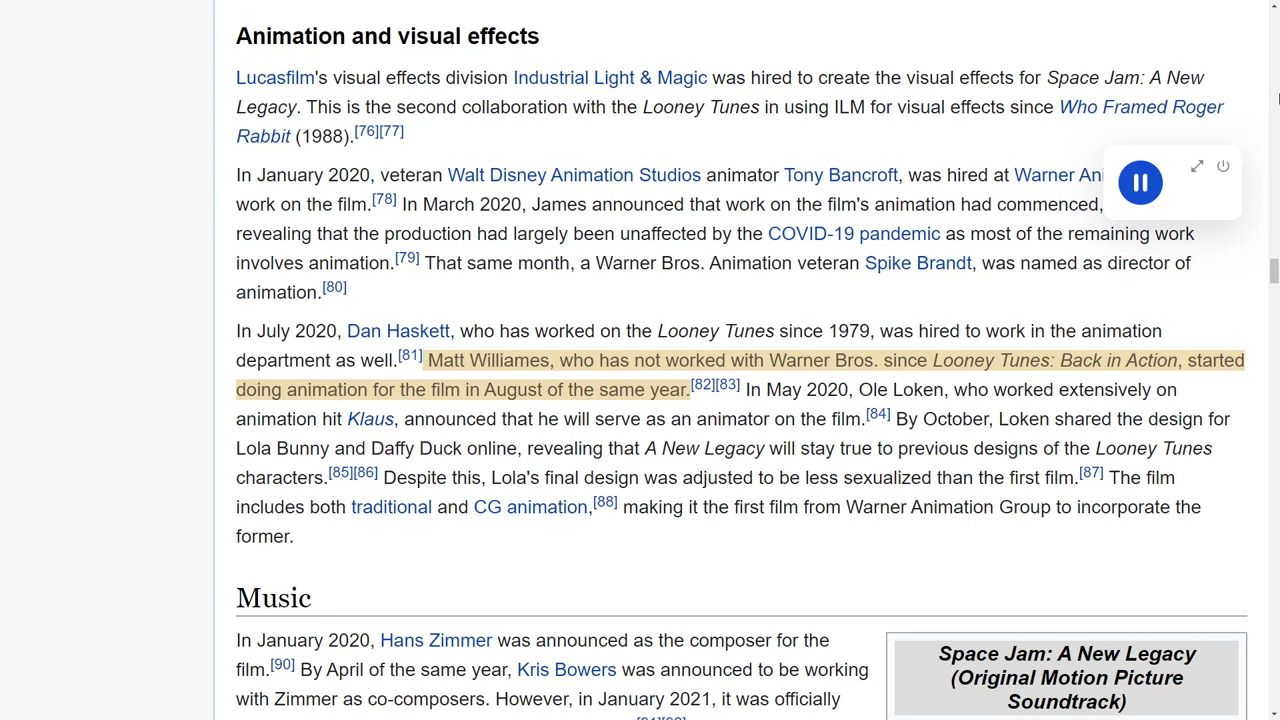 Animation and visual effects
Lucasfilm's visual effects division Industrial Light & Magic was hired to create the visual effects for Space Jam: A New
Legacy. This is the second collaboration with the Looney Tunes in using ILM for visual effects since Who Framed Roger
Rabbit (1988).[76][77]
In January 2020, veteran Walt Disney Animation Studios animator Tony Bancroft, was hired at Warner
work on the film.[78] In March 2020, James announced that work on the film's animation had commenced,
revealing that the production had largely been unaffected by the COVID-19 pandemic as most of the remaining work
involves animation.[79] That same month, a Warner Bros. Animation veteran Spike Brandt, was named as director of
animation.[80]
In July 2020, Dan Haskett, who has worked on the Looney Tunes since 1979, was hired to work in the animation
department as well.[81] Matt Williames, who has not worked with Warner Bros. since Looney Tunes: Back in Action, started
doing animation for the film in August of the same year.[82][83] In May 2020, Ole Loken, who worked extensively on
animation hit Klaus, announced that he will serve as an animator on the film.[84] By October, Loken shared the design for
Lola Bunny and Daffy Duck online, revealing that A New Legacy will stay true to previous designs of the Looney Tunes
characters.[85][86] Despite this, Lola's final design was adjusted to be less sexualized than the first film.[87] The film
includes both traditional and CG animation,[88] making it the first film from Warner Animation Group to incorporate the
former.
Music
In January 2020, Hans Zimmer was announced as the composer for the
film.[90] By April of the same year, Kris Bowers was announced to be working
with Zimmer as co-composers. However, in January 2021, it was officially
Space Jam: A New Legacy
(Original Motion Picture
Soundtrack)